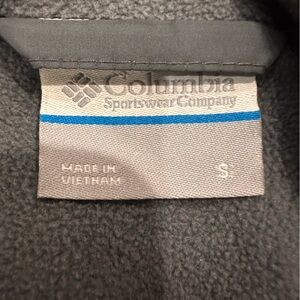 Columbia
Sportswear Company
MADE IN
VIETNAM
S